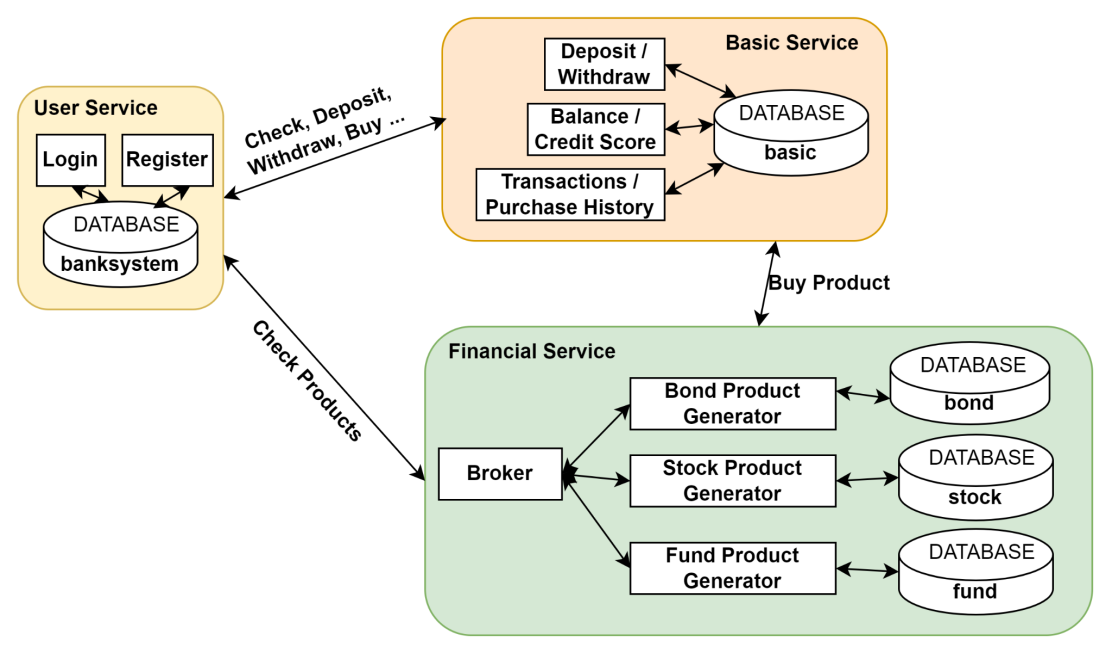 User Service
Login
Register
DATABASE
banksystem
Check, Deposit,
Withdraw, Buy ...
Basic Service
Deposit /
Withdraw
Balance /
Credit Score
Transactions /
Purchase History
DATABASE
basic
Buy Product
Check Products
Financial Service
Broker
Bond Product
Generator
Stock Product
Generator
Fund Product
Generator
DATABASE
bond
DATABASE
stock
DATABASE
fund